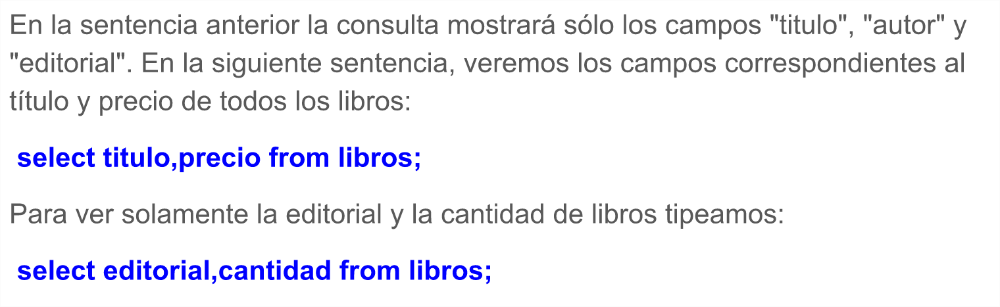 En la sentencia anterior la consulta mostrará sólo los campos "titulo", "autor" y
"editorial". En la siguiente sentencia, veremos los campos correspondientes al
título y precio de todos los libros:
select titulo,precio from libros;
Para ver solamente la editorial y la cantidad de libros tipeamos:
select editorial,cantidad from libros;